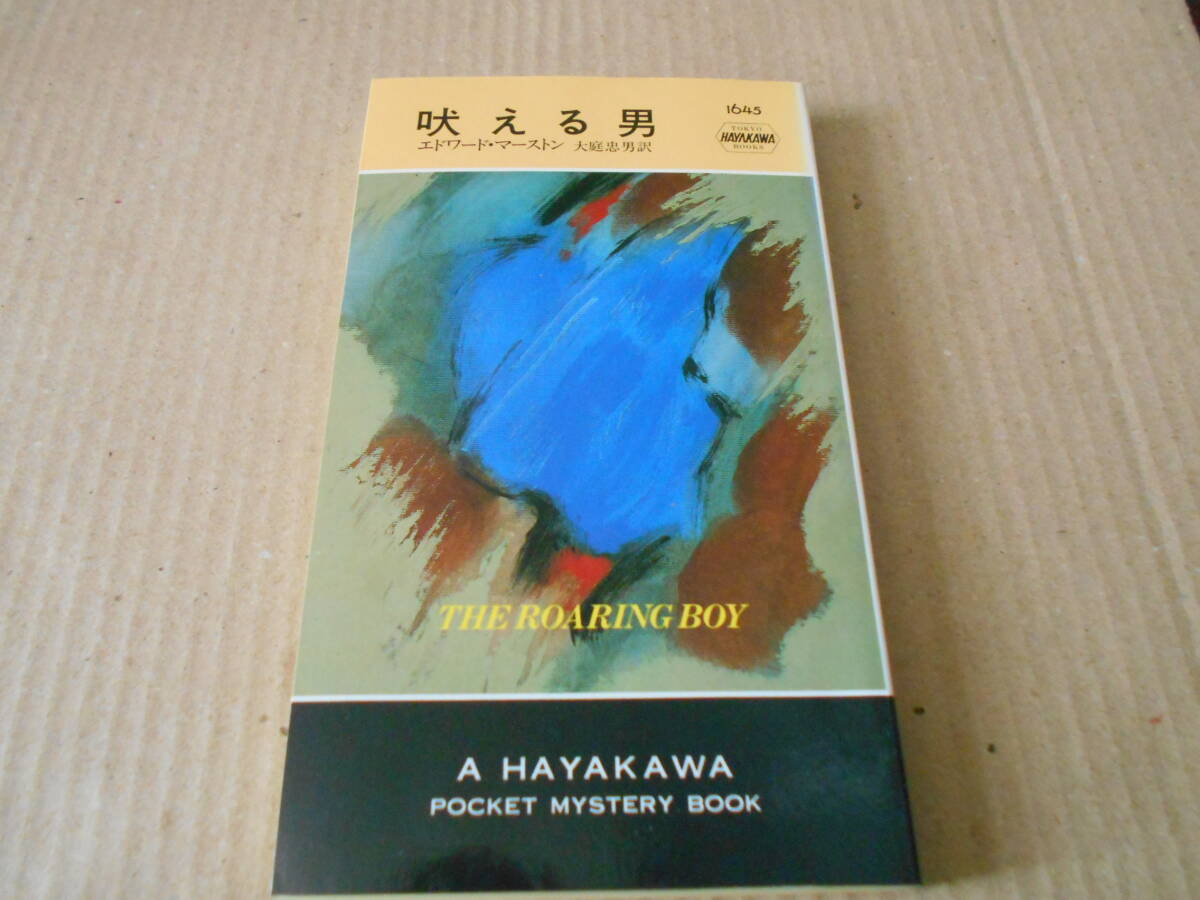 吠える男
エドワード・マーストン 大庭忠男訳
1645
TOKYO
HAYAKAWA
BOOKS
THE ROARING BOY
A HAYAKAWA
POCKET MYSTERY BOOK